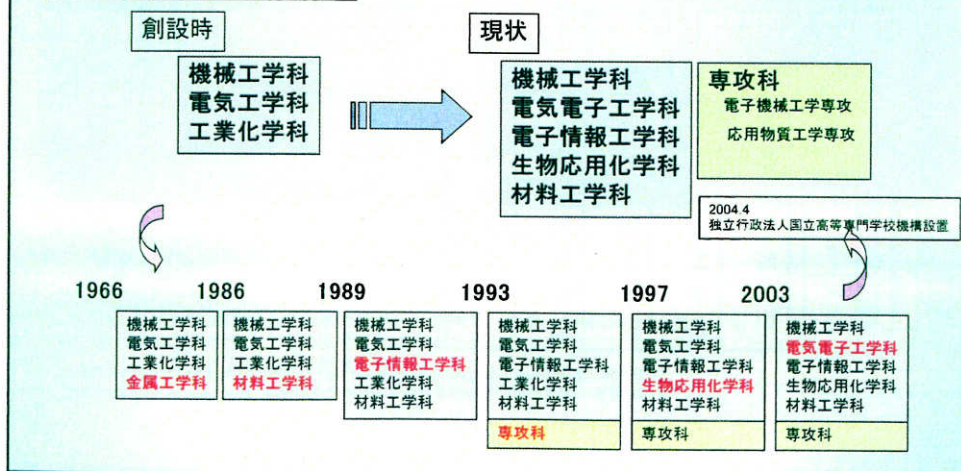 創設時
機械工学科
電気工学科
工業化学科
現状
機械工学科
電気電子工学科
電子情報工学科
生物応用化学科
材料工学科
専攻科
電子機械工学専攻
応用物質工学専攻
2004.4
独立行政法人国立高等専門学校機構設置
1966
機械工学科
電気工学科
工業化学科
金属工学科
1986
機械工学科
電気工学科
工業化学科
材料工学科
1989
機械工学科
電気工学科
電子情報工学科
工業化学科
材料工学科
1993
機械工学科
電気工学科
電子情報工学科
工業化学科
材料工学科
専攻科
1997
機械工学科
電気工学科
電子情報工学科
生物応用化学科
材料工学科
専攻科
2003
機械工学科
電気電子工学科
電子情報工学科
生物応用化学科
材料工学科
専攻科